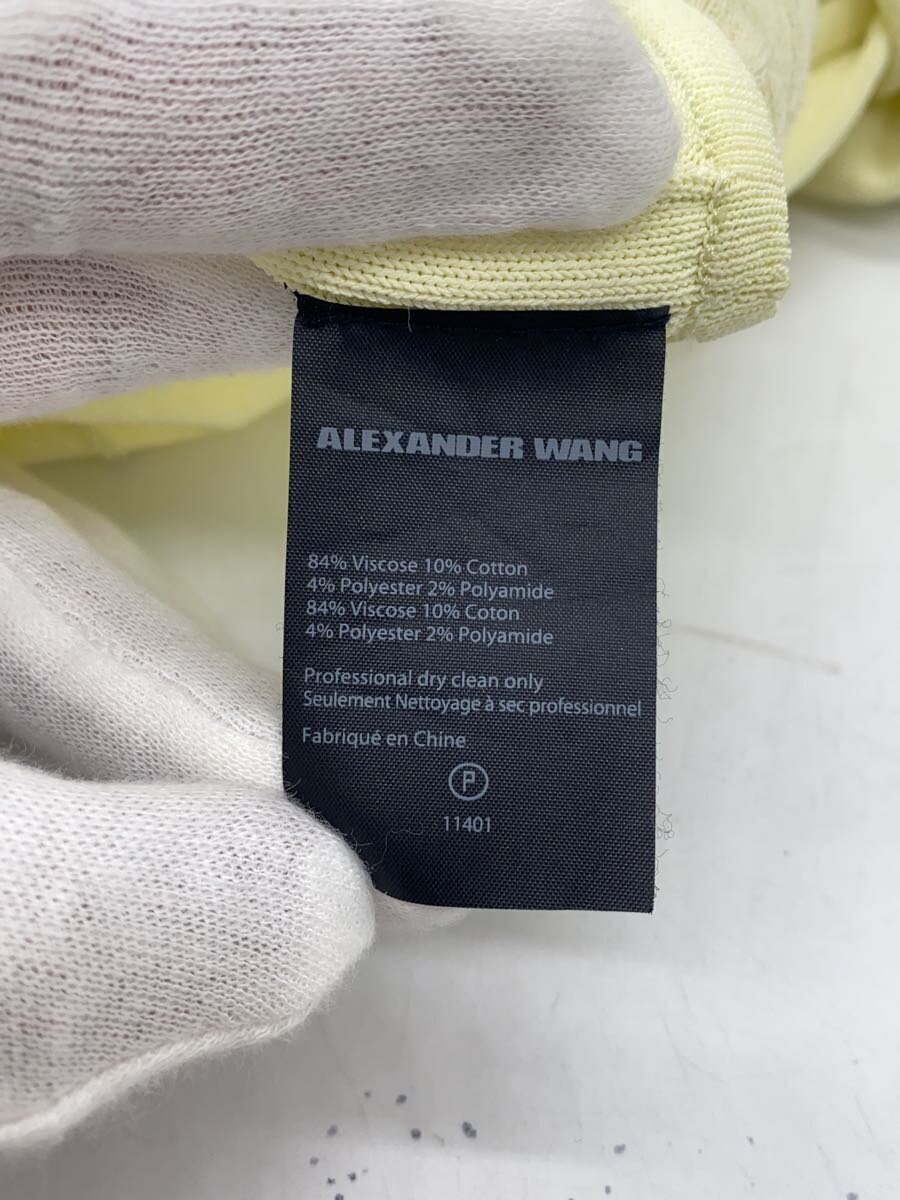 ALEXANDER WANG
84% Viscose 10% Cotton
4% Polyester 2% Polyamide
84% Viscose 10% Coton
4% Polyester 2% Polyamide
Professional dry clean only
Seulement Nettoyage à sec professionnel
Fabriqué en Chine
P
11401